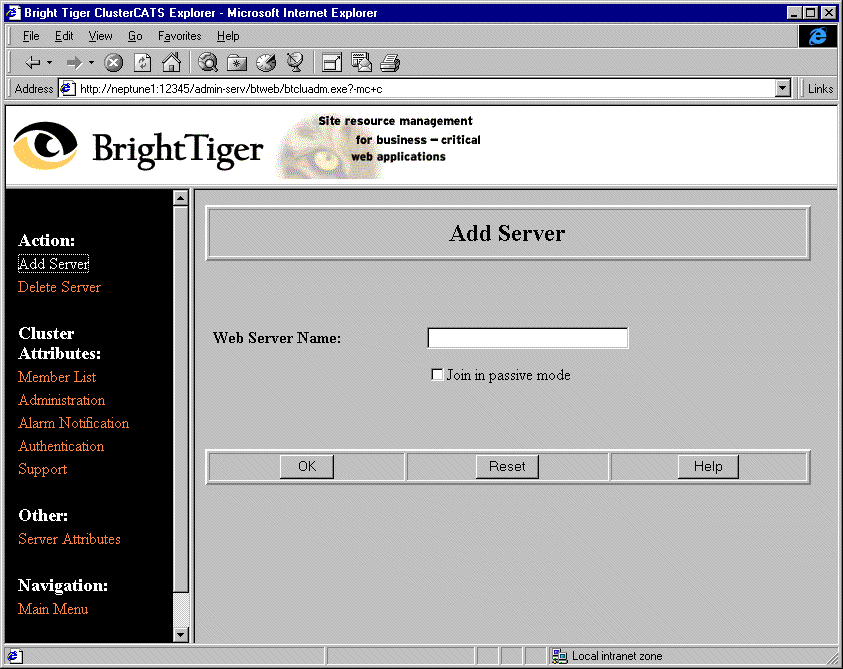 Bright Tiger ClusterCATS Explorer - Microsoft Internet Explorer
File Edit View Go Favorites Help
Address http://neptune1:12345/admin-serv/btweb/btcluadm.exe?-mc+c Links
BrightTiger
Site resource management
for business – critical
web applications
Action:
Add Server
Delete Server
Cluster
Attributes:
Member List
Administration
Alarm Notification
Authentication
Support
Other:
Server Attributes
Navigation:
Main Menu
Add Server
Web Server Name:
Join in passive mode
OK Reset Help
Local intranet zone